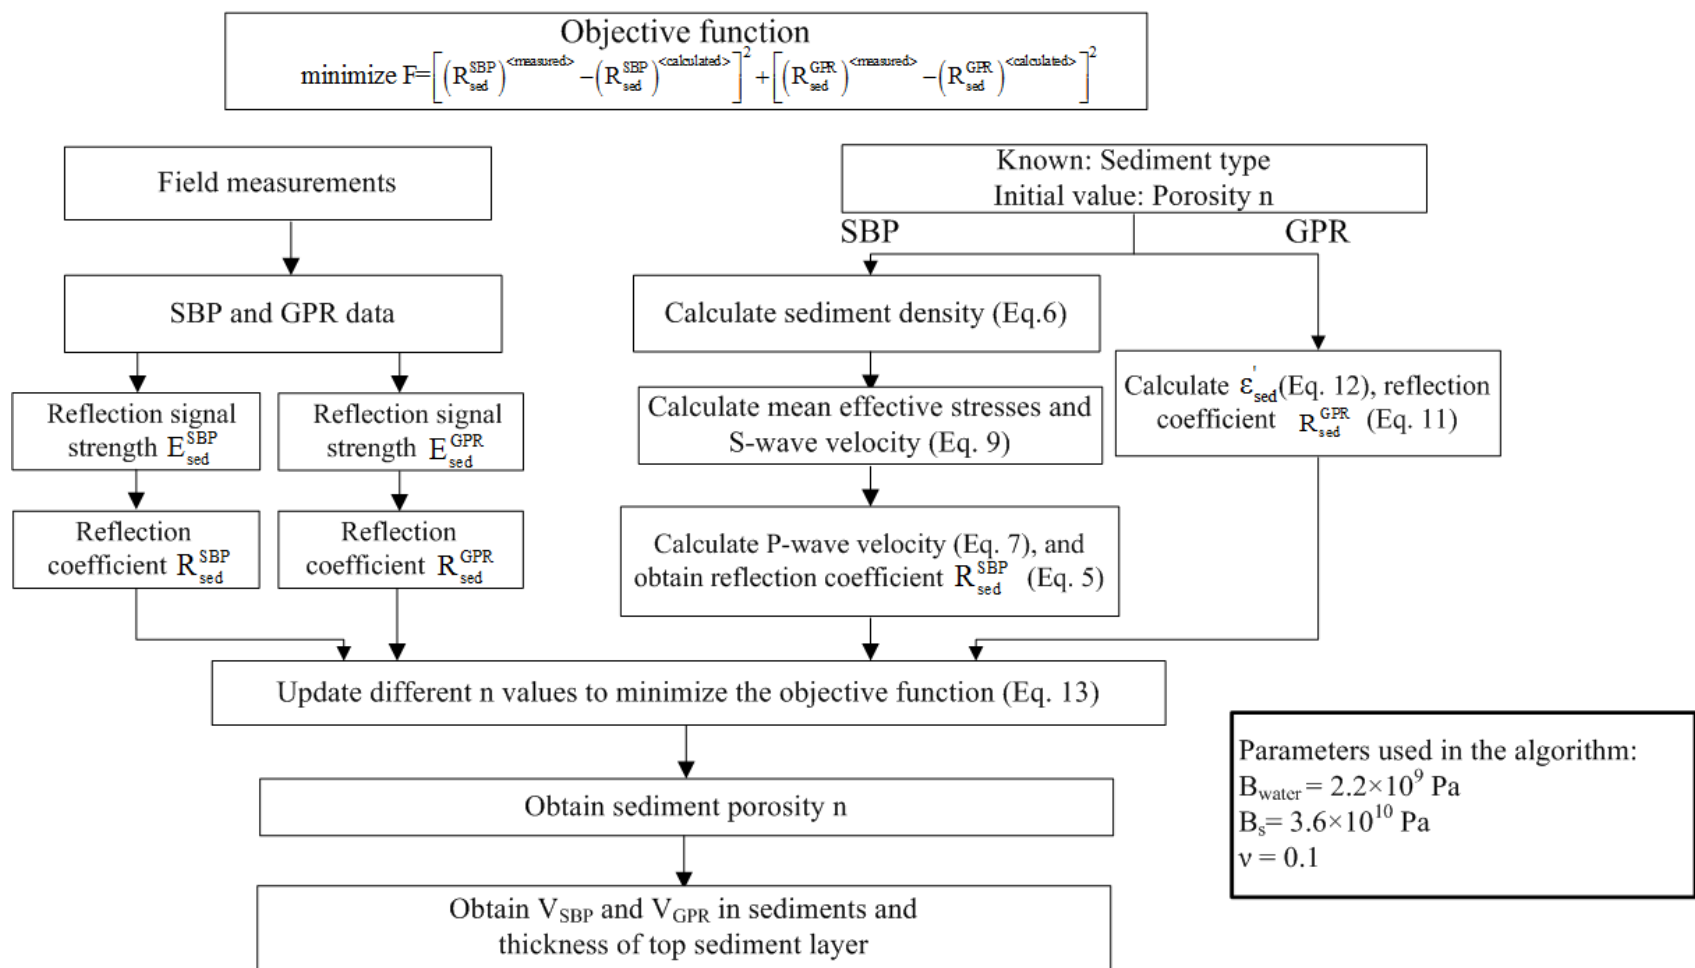 Objective function
minimize F=[(R_sed^SBP)^<measured> −(R_sed^SBP)^<calculated>]^2 +[(R_sed^GPR)^<measured> −(R_sed^GPR)^<calculated>]^2
Field measurements
SBP and GPR data
Reflection signal
strength E_sed^SBP
Reflection signal
strength E_sed^GPR
Reflection
coefficient R_sed^SBP
Reflection
coefficient R_sed^GPR
Known: Sediment type
Initial value: Porosity n
SBP
GPR
Calculate sediment density (Eq.6)
Calculate mean effective stresses and
S-wave velocity (Eq. 9)
Calculate P-wave velocity (Eq. 7), and
obtain reflection coefficient R_sed^SBP (Eq. 5)
Calculate ε'_sed(Eq. 12), reflection
coefficient R_sed^GPR (Eq. 11)
Update different n values to minimize the objective function (Eq. 13)
Obtain sediment porosity n
Obtain V_SBP and V_GPR in sediments and
thickness of top sediment layer
Parameters used in the algorithm:
B_water = 2.2×10^9 Pa
B_s= 3.6×10^10 Pa
ν = 0.1